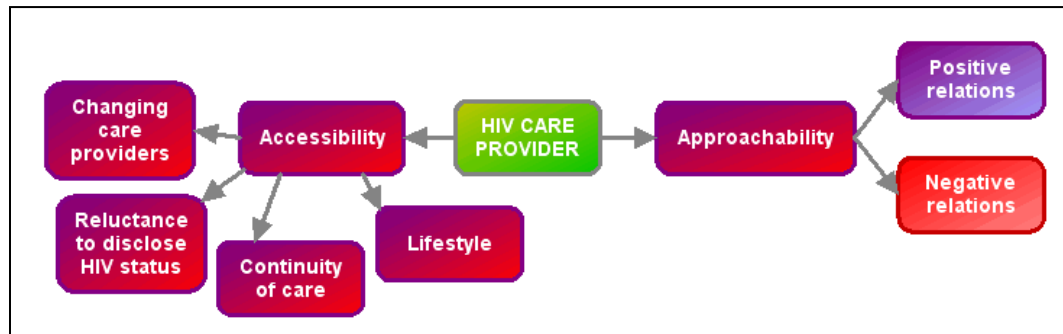 HIV CARE
PROVIDER
Accessibility
Changing
care
providers
Reluctance
to disclose
HIV status
Continuity
of care
Lifestyle
Approachability
Positive
relations
Negative
relations